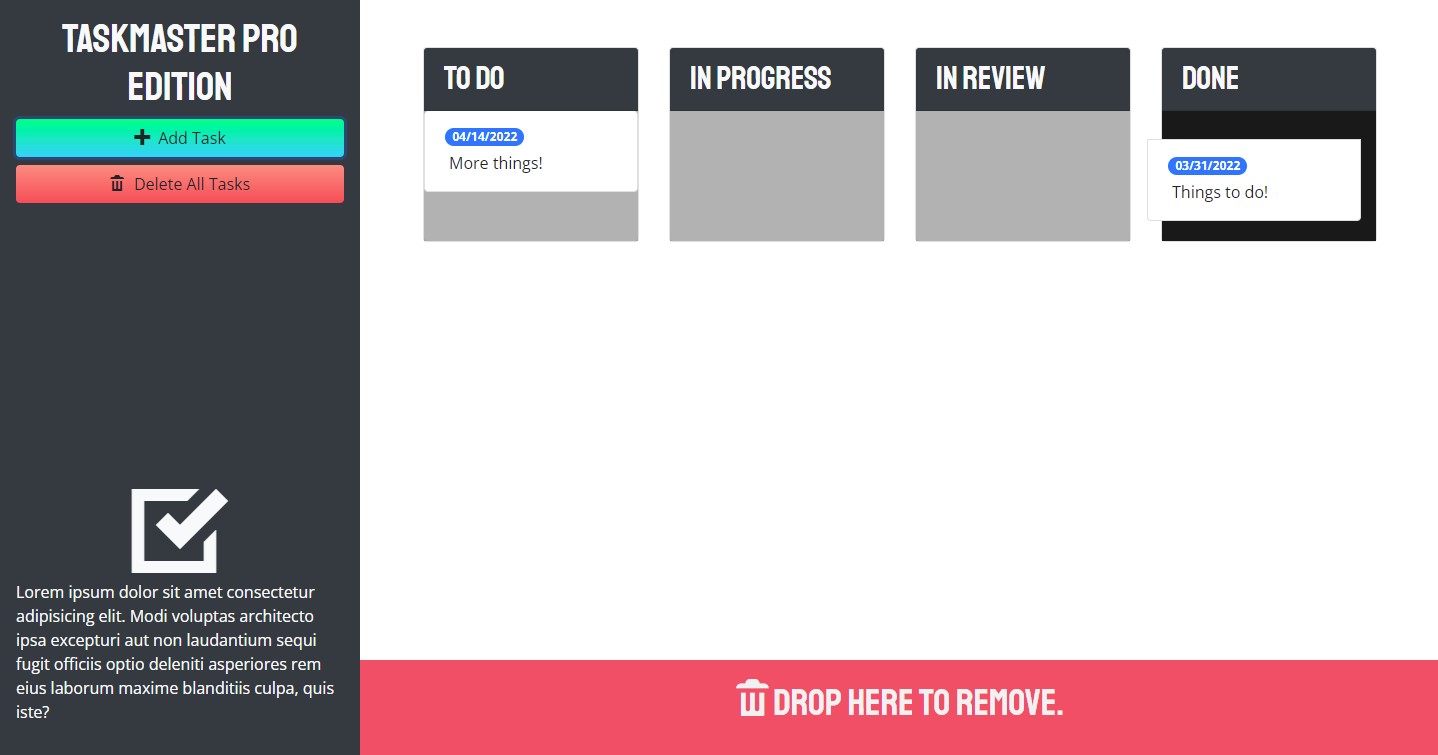 TASKMASTER PRO
EDITION
Add Task
Delete All Tasks
Lorem ipsum dolor sit amet consectetur
adipisicing elit. Modi voluptas architecto
ipsa excepturi aut non laudantium sequi
fugit officiis optio deleniti asperiores rem
eius laborum maxime blanditiis culpa, quis
iste?
TO DO
04/14/2022
More things!
IN PROGRESS
IN REVIEW
DONE
03/31/2022
Things to do!
DROP HERE TO REMOVE.